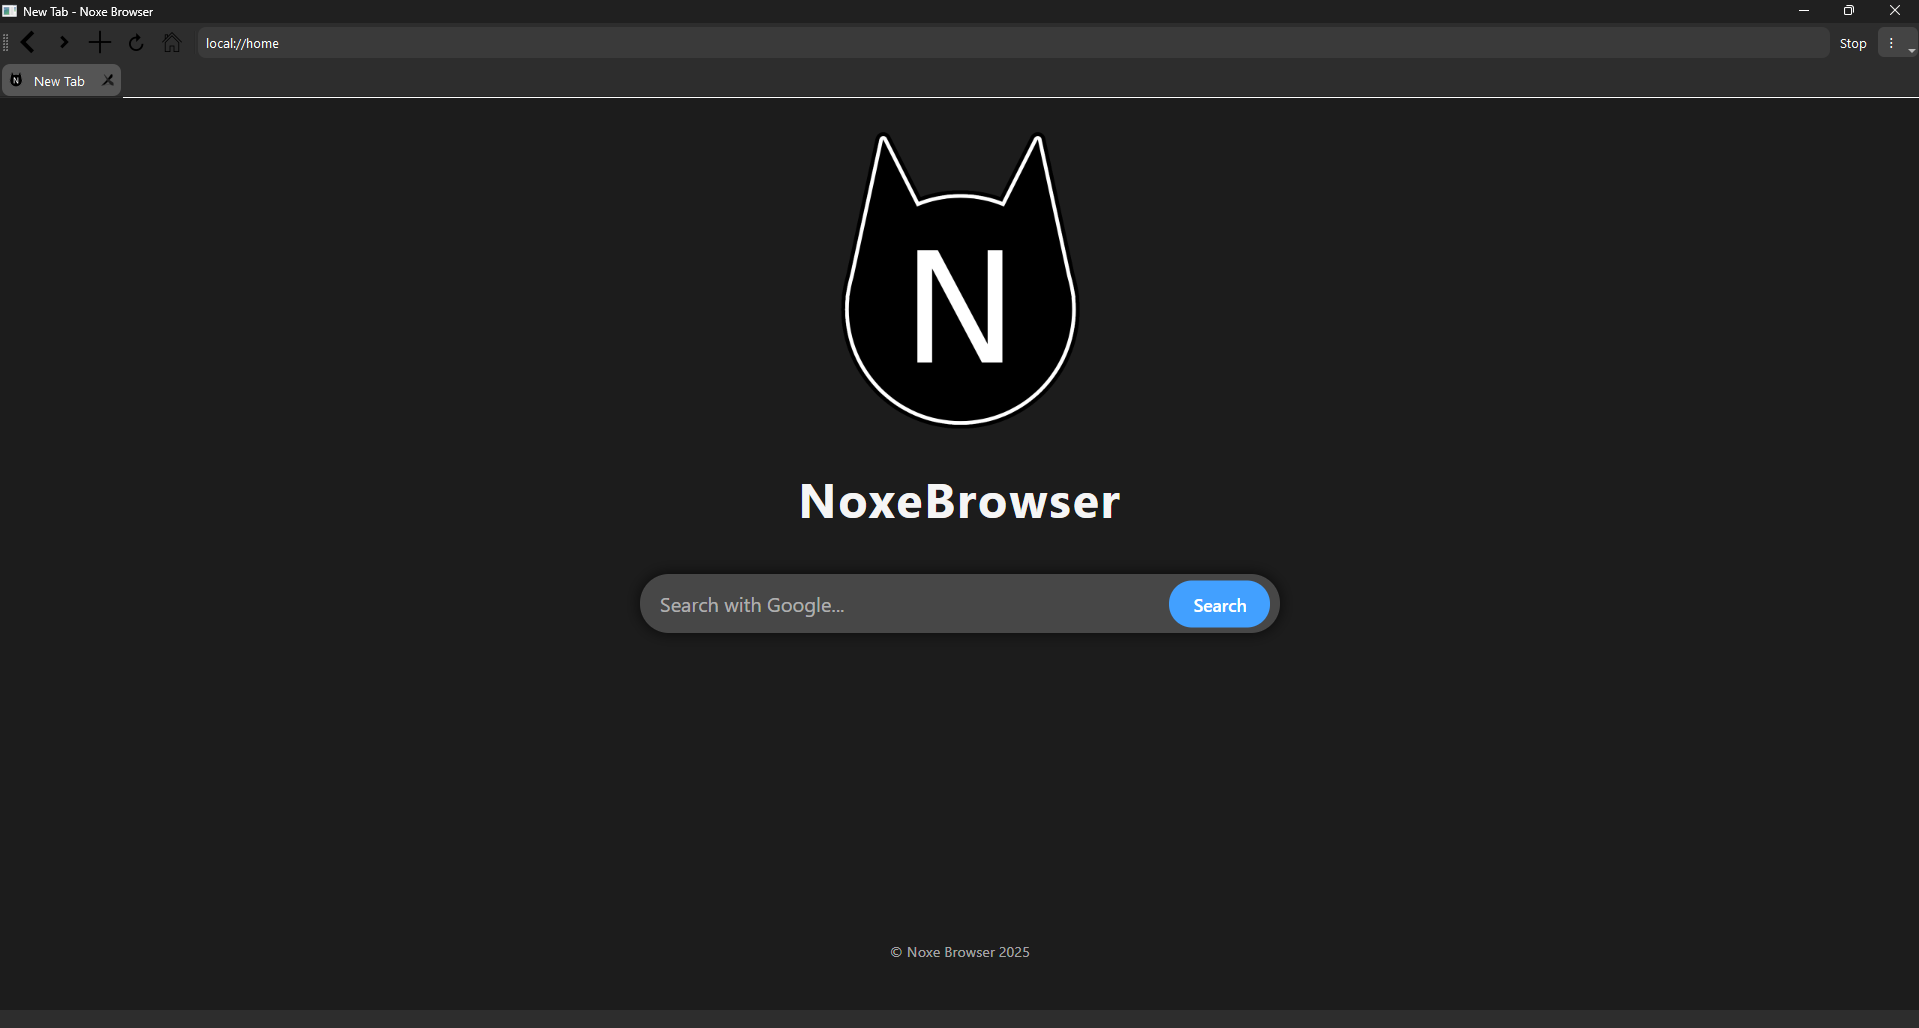 New Tab - Noxe Browser
local://home
Stop
N New Tab
N
NoxeBrowser
Search with Google...
Search
© Noxe Browser 2025